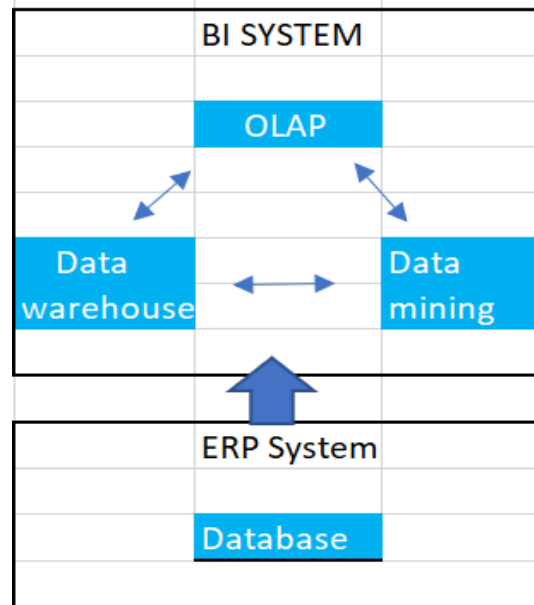 BI SYSTEM
OLAP
Data
warehouse
Data
mining
ERP System
Database